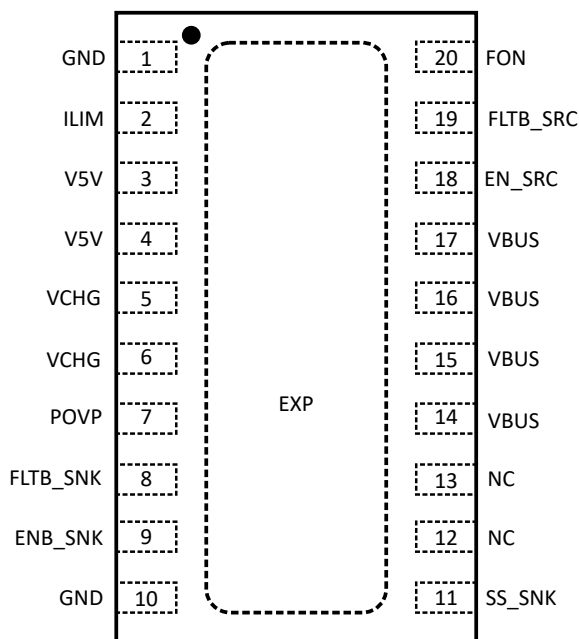 GND 1 20 FON
ILIM 2 19 FLTB_SRC
V5V 3 18 EN_SRC
V5V 4 17 VBUS
VCHG 5 16 VBUS
VCHG 6 15 VBUS
EXP
POVP 7 14 VBUS
FLTB_SNK 8 13 NC
ENB_SNK 9 12 NC
GND 10 11 SS_SNK